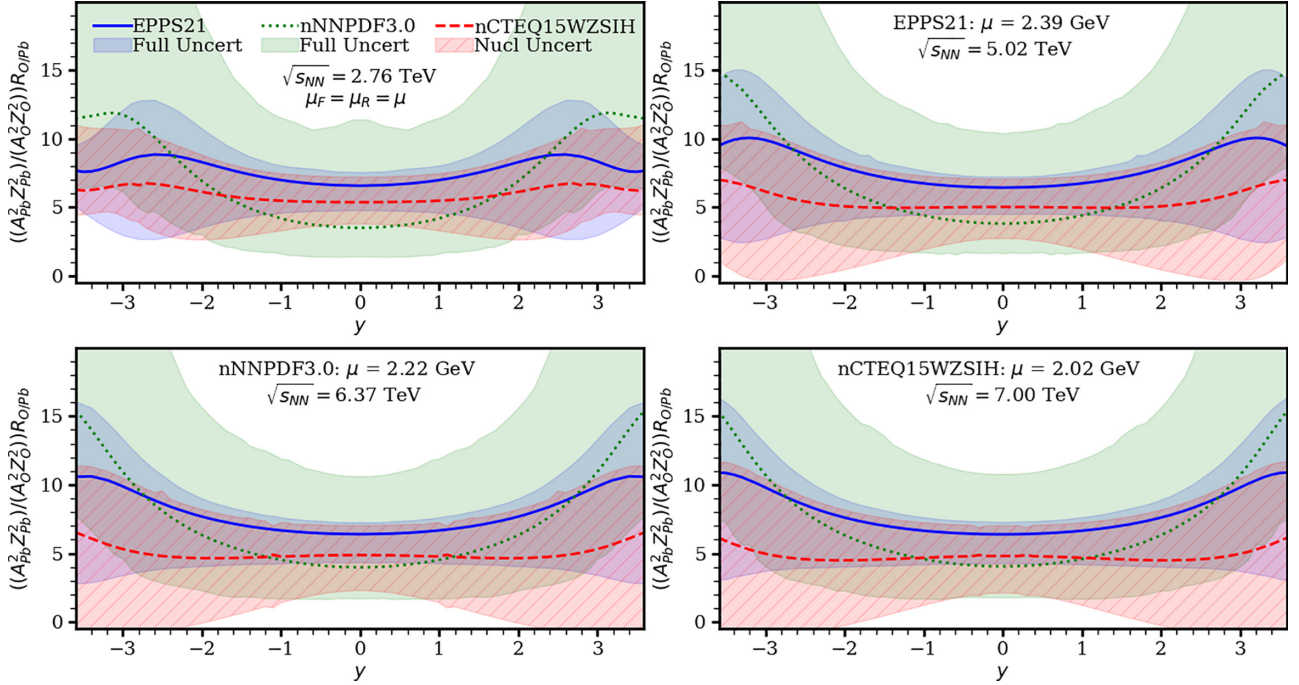 EPPS21 nNNPDF3.0 nCTEQ15WZSIH
Full Uncert Full Uncert Nucl Uncert
√s_NN = 2.76 TeV
μ_F = μ_R = μ
((A²_Pb Z²_Pb)/(A²_O Z²_O))R_O/Pb
15
10
5
0
−3 −2 −1 0 1 2 3
y
EPPS21: μ = 2.39 GeV
√s_NN = 5.02 TeV
((A²_Pb Z²_Pb)/(A²_O Z²_O))R_O/Pb
15
10
5
0
−3 −2 −1 0 1 2 3
y
nNNPDF3.0: μ = 2.22 GeV
√s_NN = 6.37 TeV
((A²_Pb Z²_Pb)/(A²_O Z²_O))R_O/Pb
15
10
5
0
−3 −2 −1 0 1 2 3
y
nCTEQ15WZSIH: μ = 2.02 GeV
√s_NN = 7.00 TeV
((A²_Pb Z²_Pb)/(A²_O Z²_O))R_O/Pb
15
10
5
0
−3 −2 −1 0 1 2 3
y